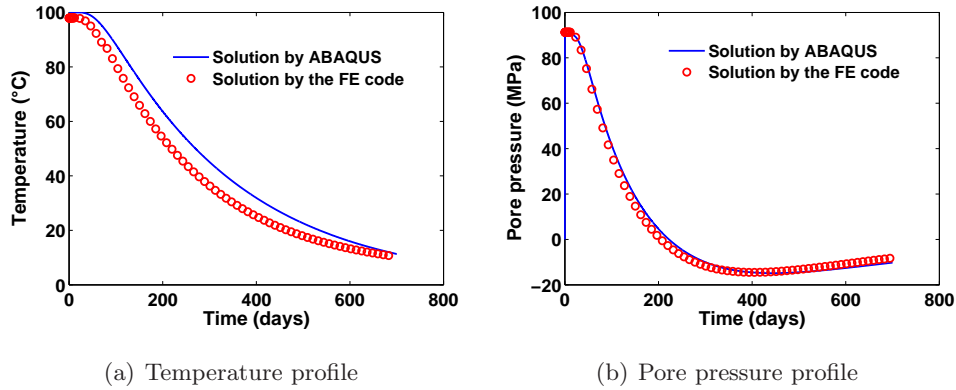 100
80
60
40
20
0
0 200 400 600 800
Temperature (°C)
Time (days)
Solution by ABAQUS
Solution by the FE code
(a) Temperature profile
100
80
60
40
20
0
−20
0 200 400 600 800
Pore pressure (MPa)
Time (days)
Solution by ABAQUS
Solution by the FE code
(b) Pore pressure profile